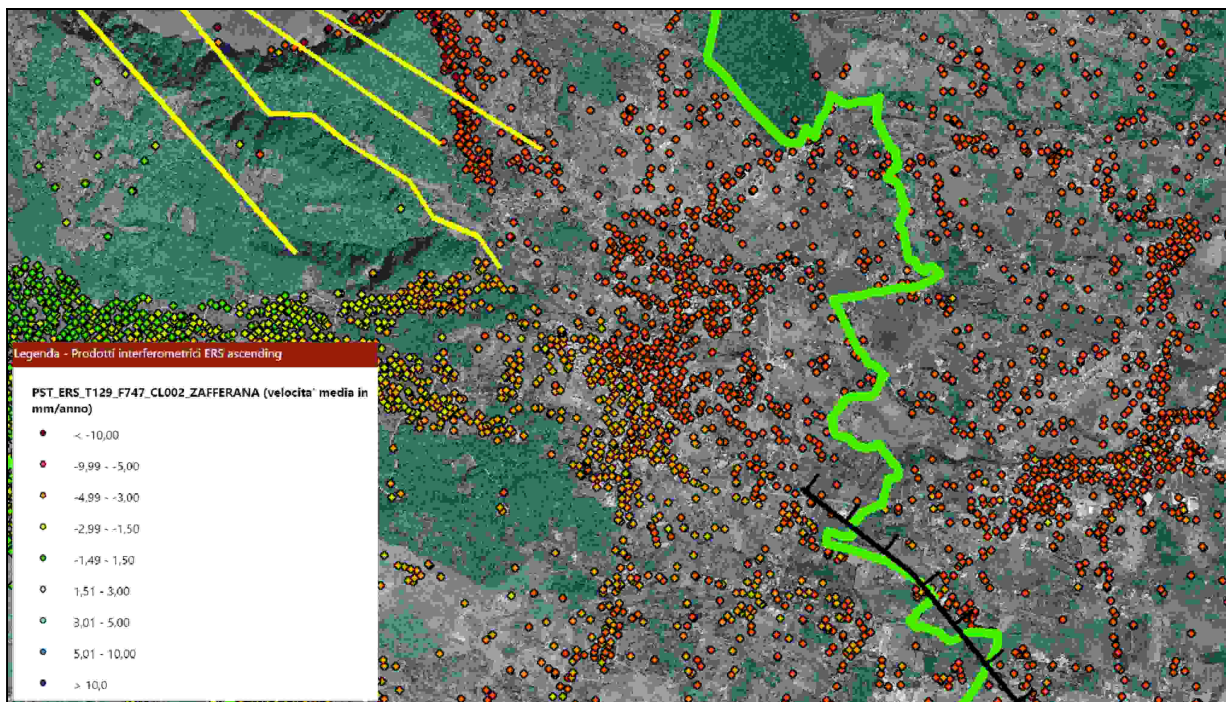 Legenda - Prodotti interferometrici ERS ascending
PST_ERS_T129_F747_CL002_ZAFFERANA (velocita' media in
mm/anno)
< -10,00
-9,99 - -5,00
-4,99 - -3,00
-2,99 - -1,50
-1,49 - 1,50
1,51 - 3,00
3,01 - 5,00
5,01 - 10,00
> 10,0